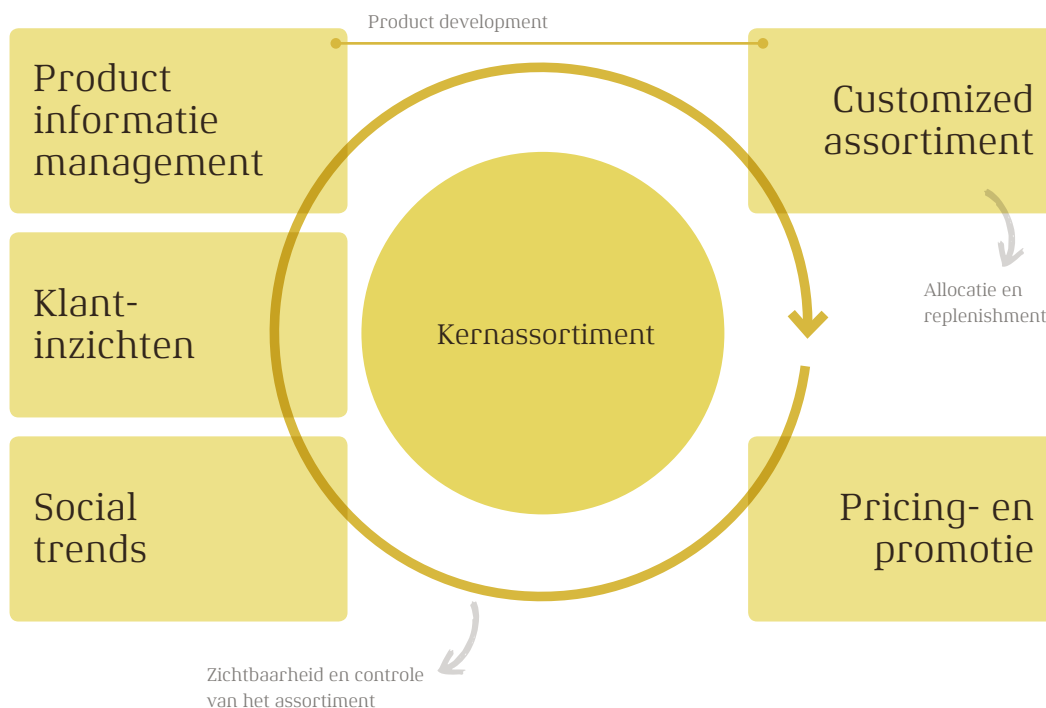 Product development
Product
informatie
management
Customized
assortiment
Klant-
inzichten
Kernassortiment
Allocatie en
replenishment
Social
trends
Pricing- en
promotie
Zichtbaarheid en controle
van het assortiment